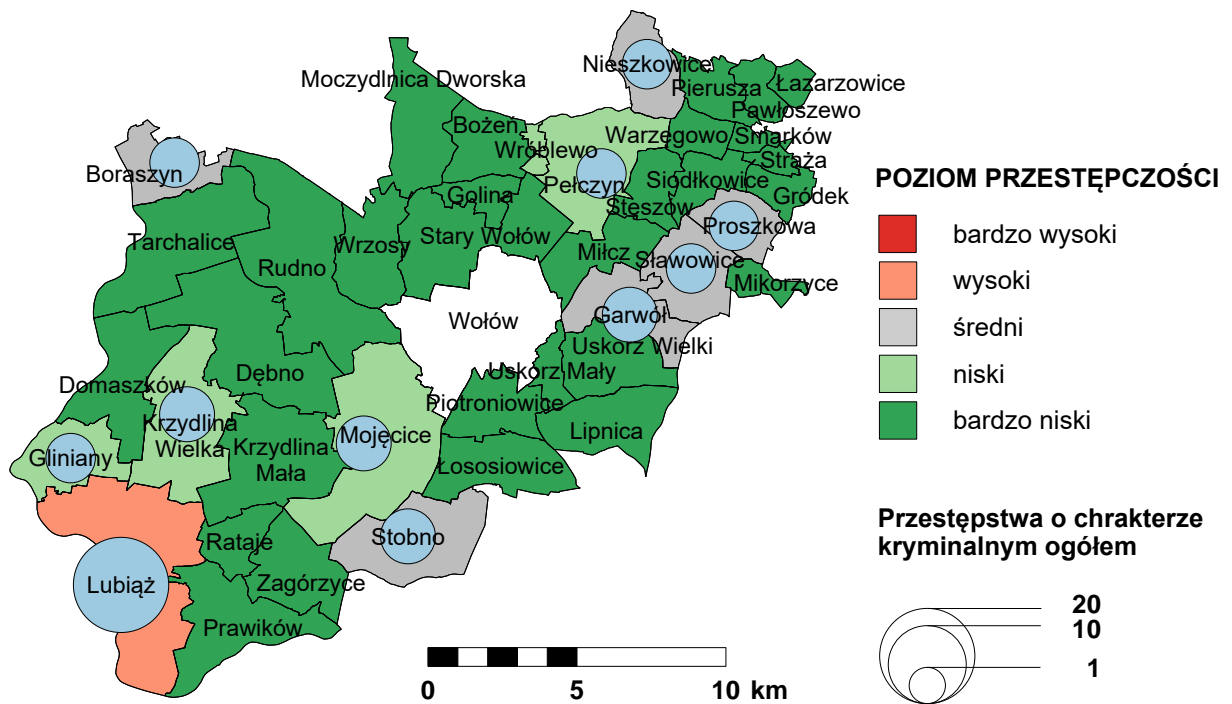 Nieszkowice
Moczydlnica Dworska
Pierusza
Łazarzowice
Pawłoszewo
Bożeń
Warzęgowo
Smarków
Wróblewo
Straża
Boraszyn
Pełczyn
Siodłkowice
Golina
Stęszów
Gródek
Proszkowa
Tarchalice
Wrzosy
Stary Wołów
Miłcz
Sławowice
Rudno
Mikorzyce
Wołów
Garwół
Uskorz Wielki
Dębno
Uskorz Mały
Domaszków
Piotroniowice
Krzydlina
Wielka
Mojęcice
Lipnica
Gliniany
Krzydlina
Mała
Łososiowice
Stobno
Rataje
Lubiąż
Zagórzyce
Prawików
0 5 10 km
POZIOM PRZESTĘPCZOŚCI
bardzo wysoki
wysoki
średni
niski
bardzo niski
Przestępstwa o chrakterze
kryminalnym ogółem
20
10
1